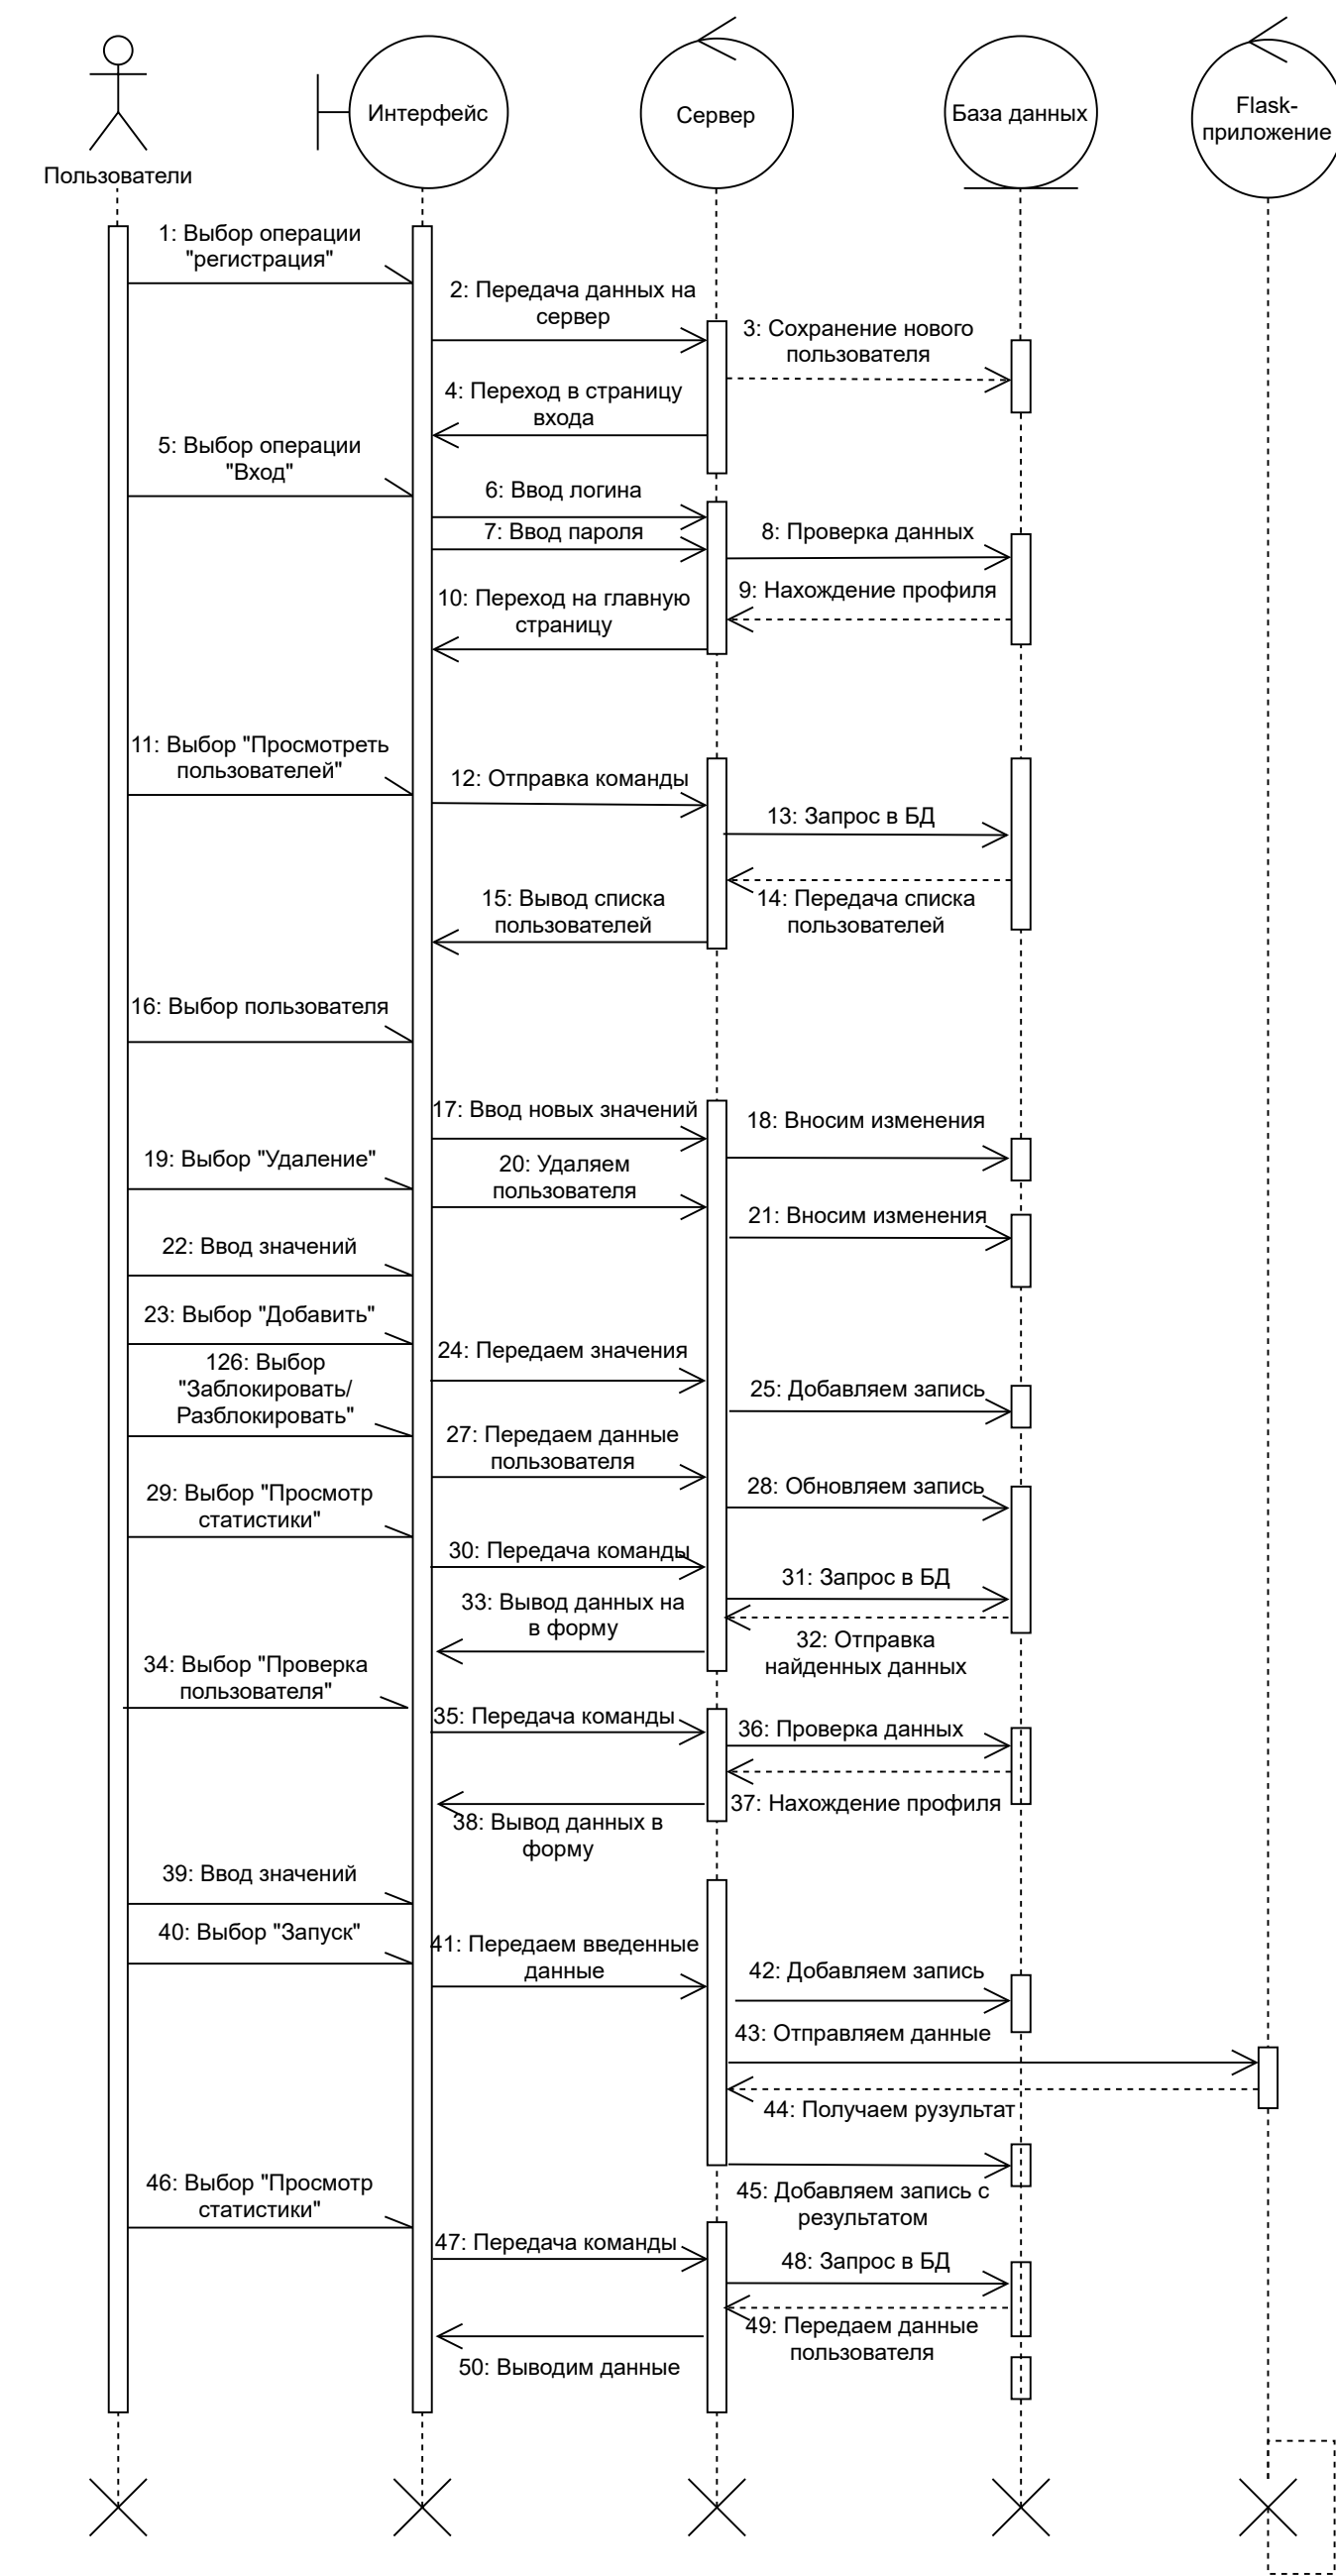 Пользователи
Интерфейс
Сервер
База данных
Flask-
приложение
1: Выбор операции
"регистрация"
2: Передача данных на
сервер
3: Сохранение нового
пользователя
4: Переход в страницу
входа
5: Выбор операции
"Вход"
6: Ввод логина
7: Ввод пароля
8: Проверка данных
9: Нахождение профиля
10: Переход на главную
страницу
11: Выбор "Просмотреть
пользователей"
12: Отправка команды
13: Запрос в БД
14: Передача списка
пользователей
15: Вывод списка
пользователей
16: Выбор пользователя
17: Ввод новых значений
18: Вносим изменения
19: Выбор "Удаление"
20: Удаляем
пользователя
21: Вносим изменения
22: Ввод значений
23: Выбор "Добавить"
24: Передаем значения
25: Добавляем запись
126: Выбор
"Заблокировать/
Разблокировать"
27: Передаем данные
пользователя
28: Обновляем запись
29: Выбор "Просмотр
статистики"
30: Передача команды
31: Запрос в БД
32: Отправка
найденных данных
33: Вывод данных на
в форму
34: Выбор "Проверка
пользователя"
35: Передача команды
36: Проверка данных
37: Нахождение профиля
38: Вывод данных в
форму
39: Ввод значений
40: Выбор "Запуск"
41: Передаем введенные
данные
42: Добавляем запись
43: Отправляем данные
44: Получаем рузультат
45: Добавляем запись с
результатом
46: Выбор "Просмотр
статистики"
47: Передача команды
48: Запрос в БД
49: Передаем данные
пользователя
50: Выводим данные